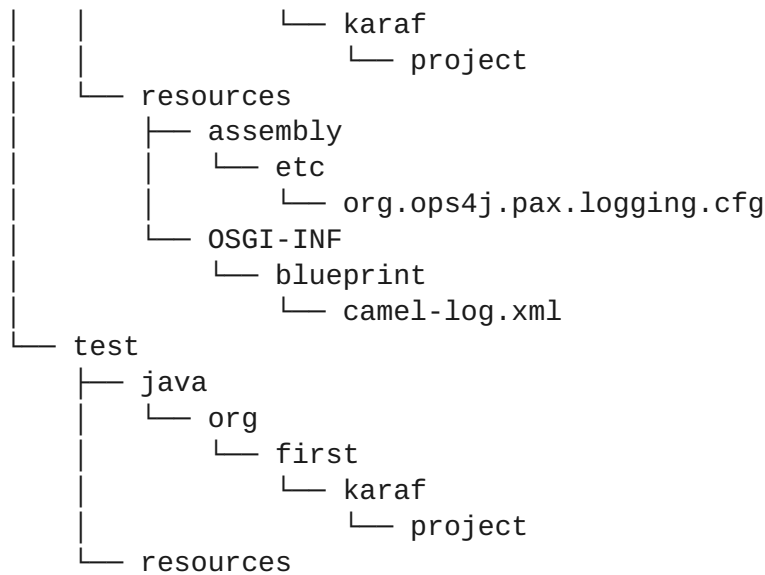 │   │           └── karaf
│   │               └── project
│   └── resources
│       ├── assembly
│       │   └── etc
│       │       └── org.ops4j.pax.logging.cfg
│       └── OSGI-INF
│           └── blueprint
│               └── camel-log.xml
└── test
    ├── java
    │   └── org
    │       └── first
    │           └── karaf
    │               └── project
    └── resources